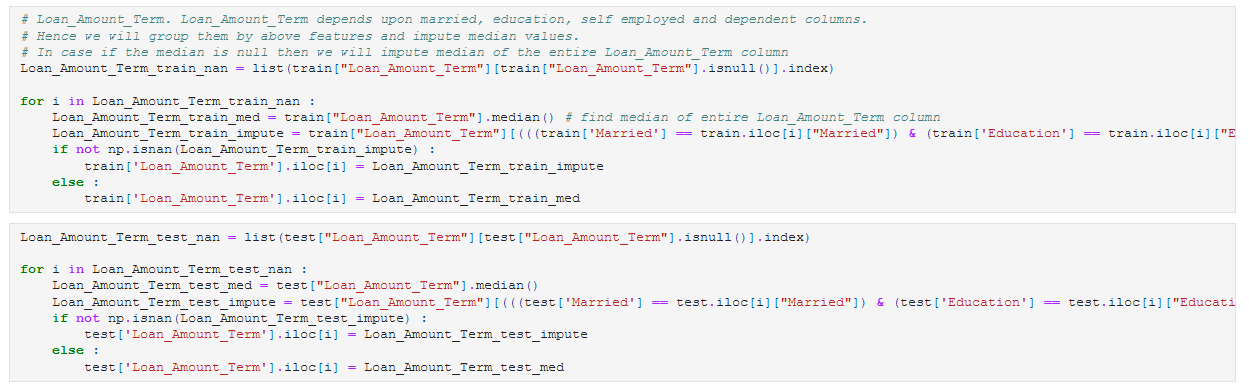 # Loan_Amount_Term. Loan_Amount_Term depends upon married, education, self employed and dependent columns.
# Hence we will group them by above features and impute median values.
# In case if the median is null then we will impute median of the entire Loan_Amount_Term column
Loan_Amount_Term_train_nan = list(train["Loan_Amount_Term"][train["Loan_Amount_Term"].isnull()].index)
for i in Loan_Amount_Term_train_nan :
    Loan_Amount_Term_train_med = train["Loan_Amount_Term"].median() # find median of entire Loan_Amount_Term column
    Loan_Amount_Term_train_impute = train["Loan_Amount_Term"][(((train['Married'] == train.iloc[i]["Married"]) & (train['Education'] == train.iloc[i]["E
    if not np.isnan(Loan_Amount_Term_train_impute) :
        train['Loan_Amount_Term'].iloc[i] = Loan_Amount_Term_train_impute
    else :
        train['Loan_Amount_Term'].iloc[i] = Loan_Amount_Term_train_med
Loan_Amount_Term_test_nan = list(test["Loan_Amount_Term"][test["Loan_Amount_Term"].isnull()].index)
for i in Loan_Amount_Term_test_nan :
    Loan_Amount_Term_test_med = test["Loan_Amount_Term"].median()
    Loan_Amount_Term_test_impute = test["Loan_Amount_Term"][(((test['Married'] == test.iloc[i]["Married"]) & (test['Education'] == test.iloc[i]["Educati
    if not np.isnan(Loan_Amount_Term_test_impute) :
        test['Loan_Amount_Term'].iloc[i] = Loan_Amount_Term_test_impute
    else :
        test['Loan_Amount_Term'].iloc[i] = Loan_Amount_Term_test_med